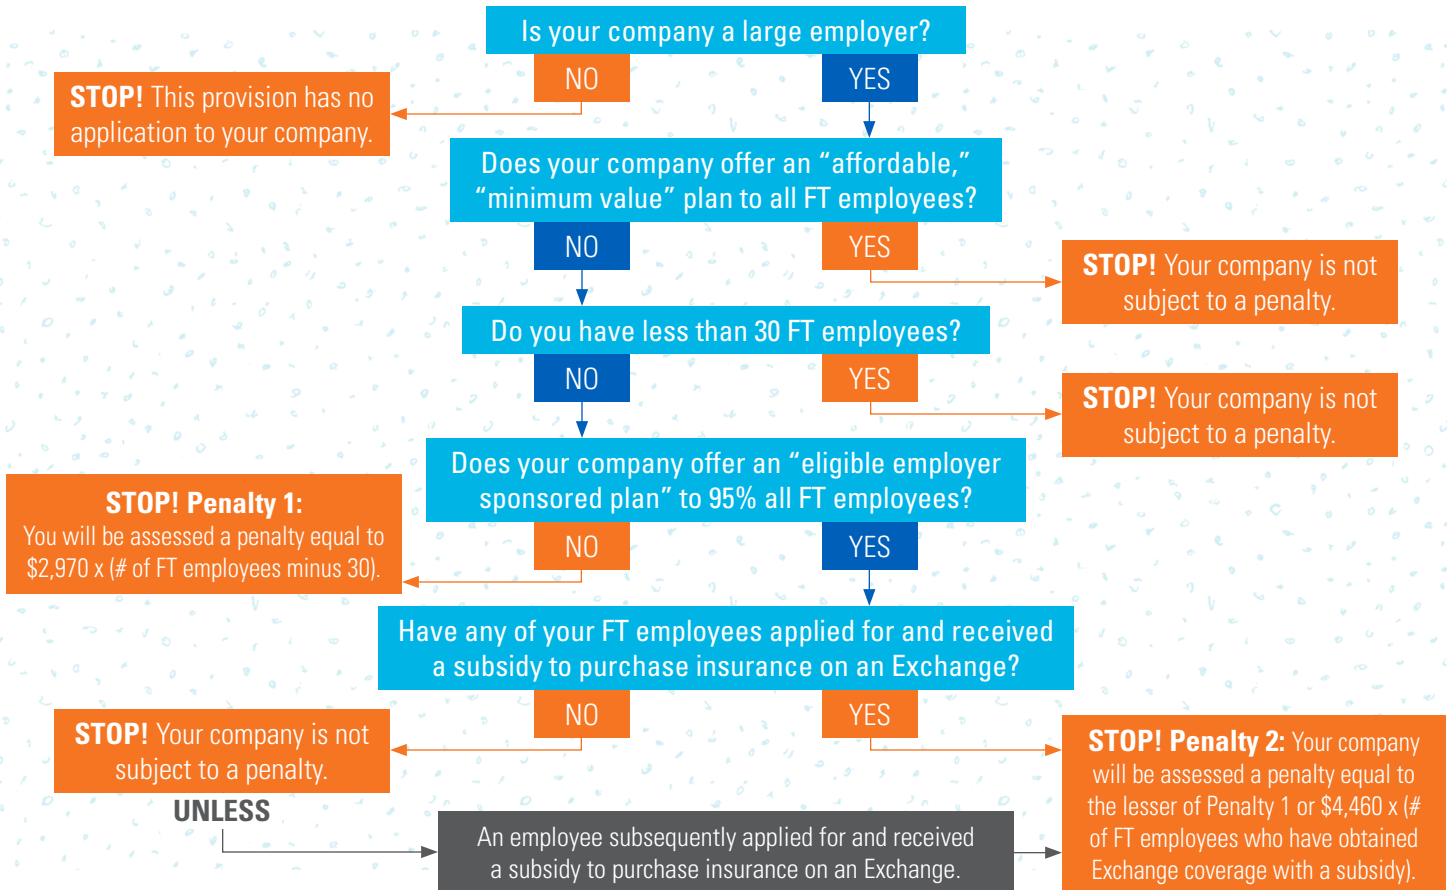 Is your company a large employer?
NO
YES
STOP! This provision has no
application to your company.
Does your company offer an “affordable,”
“minimum value” plan to all FT employees?
NO
YES
STOP! Your company is not
subject to a penalty.
Do you have less than 30 FT employees?
NO
YES
STOP! Your company is not
subject to a penalty.
Does your company offer an “eligible employer
sponsored plan” to 95% all FT employees?
NO
YES
STOP! Penalty 1:
You will be assessed a penalty equal to
$2,970 x (# of FT employees minus 30).
Have any of your FT employees applied for and received
a subsidy to purchase insurance on an Exchange?
NO
YES
STOP! Your company is not
subject to a penalty.
UNLESS
An employee subsequently applied for and received
a subsidy to purchase insurance on an Exchange.
STOP! Penalty 2: Your company
will be assessed a penalty equal to
the lesser of Penalty 1 or $4,460 x (#
of FT employees who have obtained
Exchange coverage with a subsidy).